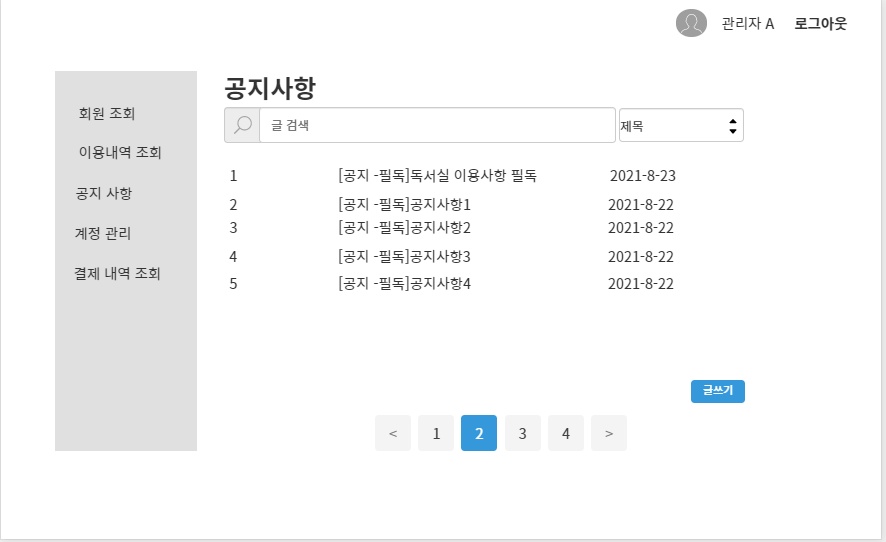 관리자 A 로그아웃
공지사항
글 검색 제목
회원 조회
이용내역 조회
공지 사항
계정 관리
결제 내역 조회
1 [공지 -필독]독서실 이용사항 필독 2021-8-23
2 [공지 -필독]공지사항1 2021-8-22
3 [공지 -필독]공지사항2 2021-8-22
4 [공지 -필독]공지사항3 2021-8-22
5 [공지 -필독]공지사항4 2021-8-22
글쓰기
< 1 2 3 4 >